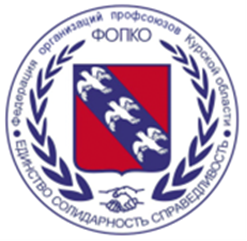 Федерация организаций профсоюзов Курской области
ФОПКО
ЕДИНСТВО СОЛИДАРНОСТЬ СПРАВЕДЛИВОСТЬ